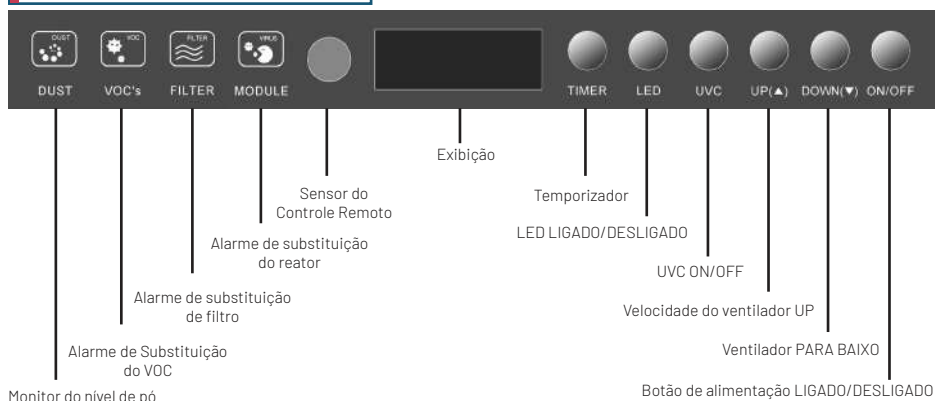 DUST VOC FILTER VIRUS
DUST VOC's FILTER MODULE TIMER LED UVC UP(▲) DOWN(▼) ON/OFF
Exibição
Sensor do
Controle Remoto
Alarme de substituição
do reator
Alarme de substituição
de filtro
Alarme de Substituição
do VOC
Monitor do nível de pó
Temporizador
LED LIGADO/DESLIGADO
UVC ON/OFF
Velocidade do ventilador UP
Ventilador PARA BAIXO
Botão de alimentação LIGADO/DESLIGADO